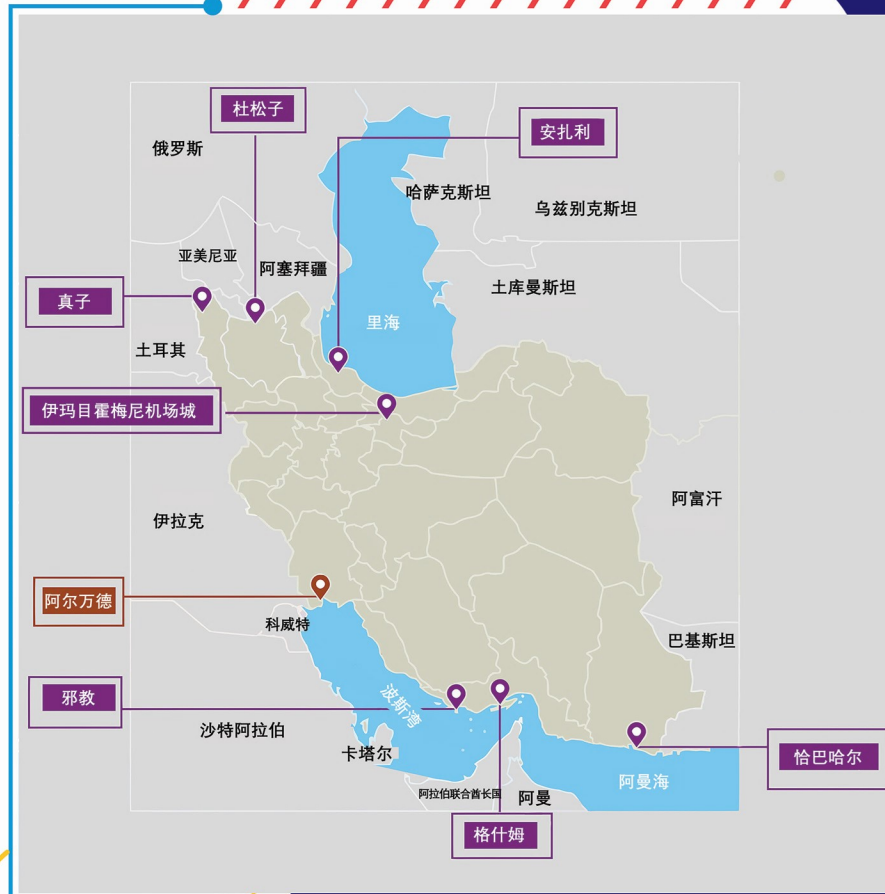 杜松子
安扎利
俄罗斯
哈萨克斯坦
乌兹别克斯坦
亚美尼亚
阿塞拜疆
土库曼斯坦
真子
里海
土耳其
伊玛目霍梅尼机场城
阿富汗
伊拉克
阿尔万德
科威特
巴基斯坦
邪教
波斯湾
沙特阿拉伯
卡塔尔
恰巴哈尔
阿曼海
阿拉伯联合酋长国
阿曼
格什姆